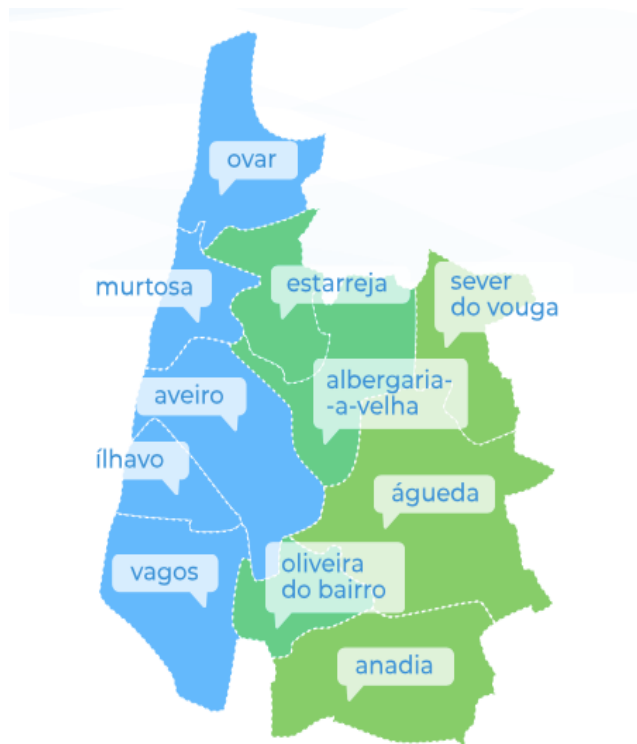 ovar
murtosa
estarreja
sever
do vouga
aveiro
albergaria-
-a-velha
ílhavo
águeda
vagos
oliveira
do bairro
anadia